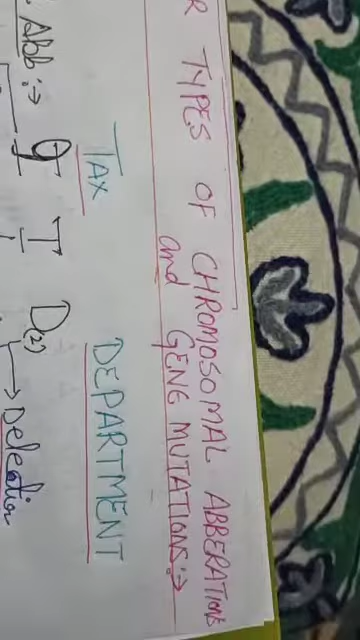 R TYPES OF CHROMOSOMAL ABBERATIONS
and GENE MUTATIONS :→
TAX DEPARTMENT
Abb :→ I T D(2)
→ Deletion